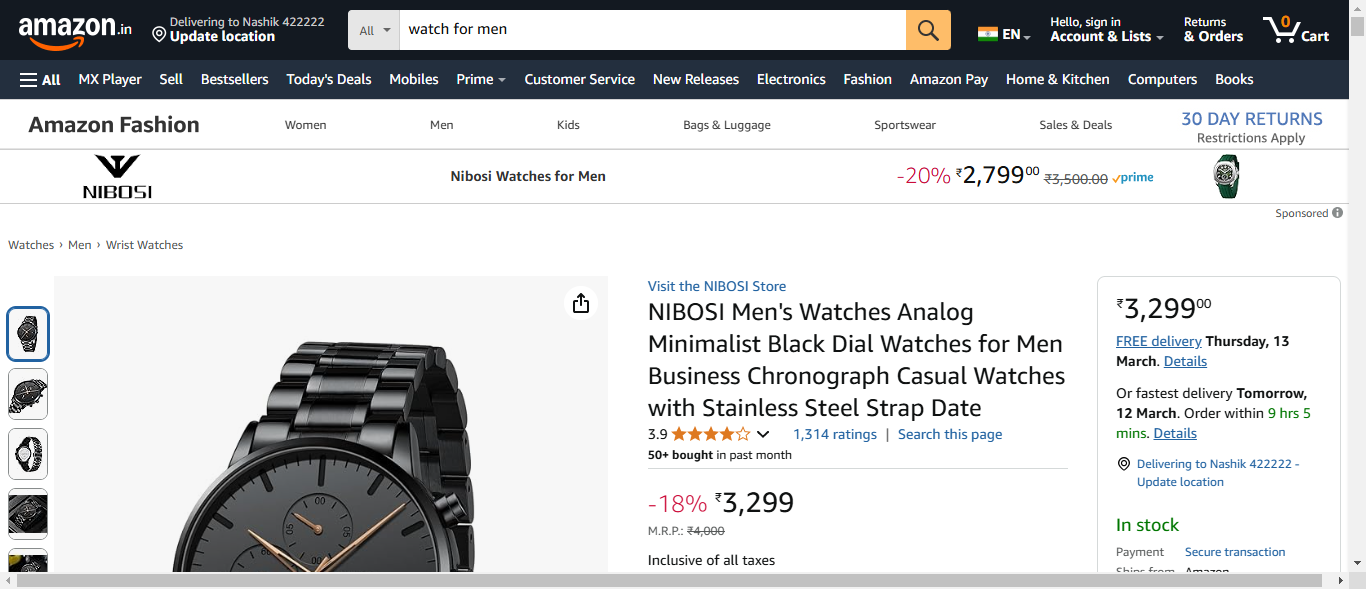 amazon.in
Delivering to Nashik 422222
Update location
All
watch for men
EN
Hello, sign in
Account & Lists
Returns
& Orders
0
Cart
All
MX Player
Sell
Bestsellers
Today's Deals
Mobiles
Prime
Customer Service
New Releases
Electronics
Fashion
Amazon Pay
Home & Kitchen
Computers
Books
Amazon Fashion
Women
Men
Kids
Bags & Luggage
Sportswear
Sales & Deals
30 DAY RETURNS
Restrictions Apply
NIBOSI
Nibosi Watches for Men
-20% ₹2,79900 ₹3,500.00 prime
Sponsored
Watches › Men › Wrist Watches
Visit the NIBOSI Store
NIBOSI Men's Watches Analog
Minimalist Black Dial Watches for Men
Business Chronograph Casual Watches
with Stainless Steel Strap Date
3.9
1,314 ratings | Search this page
50+ bought in past month
-18% ₹3,299
M.R.P.: ₹4,000
Inclusive of all taxes
₹3,29900
FREE delivery Thursday, 13
March. Details
Or fastest delivery Tomorrow,
12 March. Order within 9 hrs 5
mins. Details
Delivering to Nashik 422222 -
Update location
In stock
Payment Secure transaction
Ships from Amazon
00
05
05
00